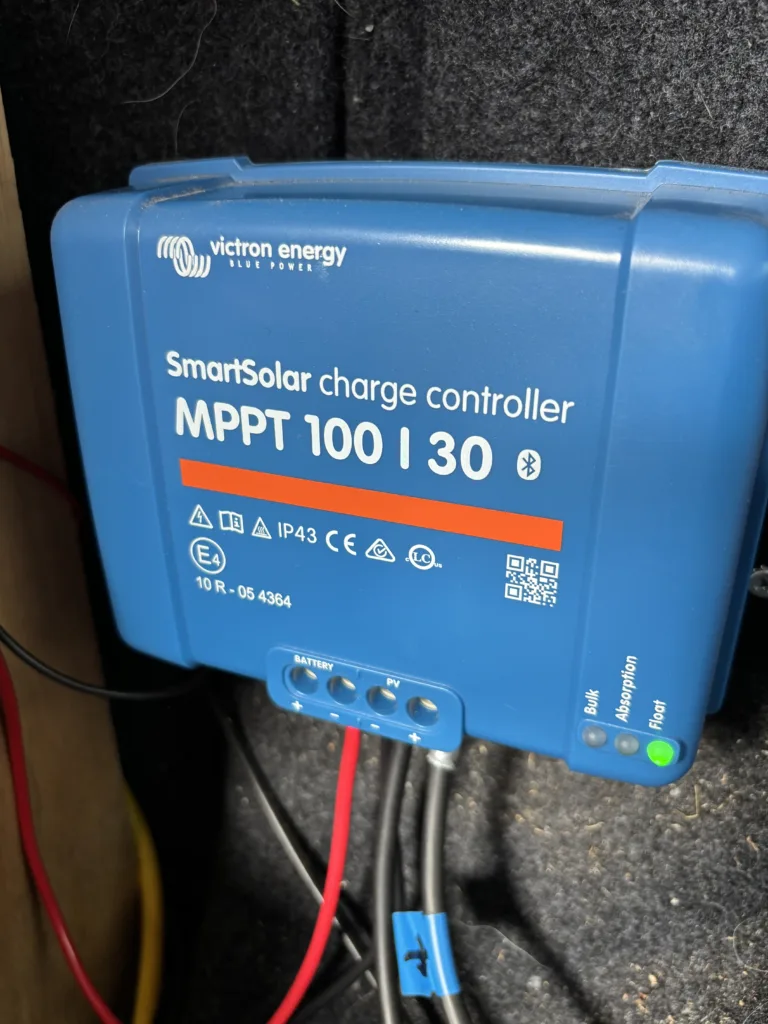 victron energy
BLUE POWER
SmartSolar charge controller
MPPT 100 | 30
IP43 CE
E4
10 R - 05 4364
BATTERY
PV
+ - - +
Bulk
Absorption
Float
+